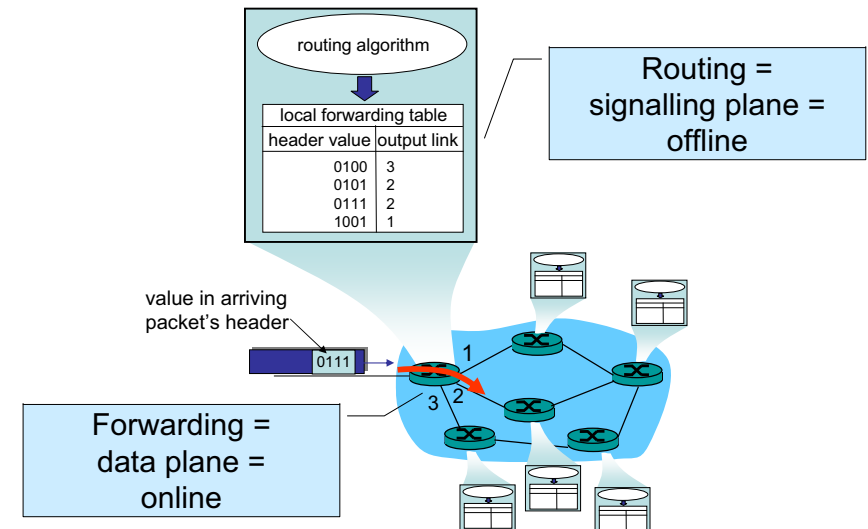 routing algorithm
local forwarding table
header value output link
0100 3
0101 2
0111 2
1001 1
Routing =
signalling plane =
offline
value in arriving
packet's header
0111
1
2
3
Forwarding =
data plane =
online